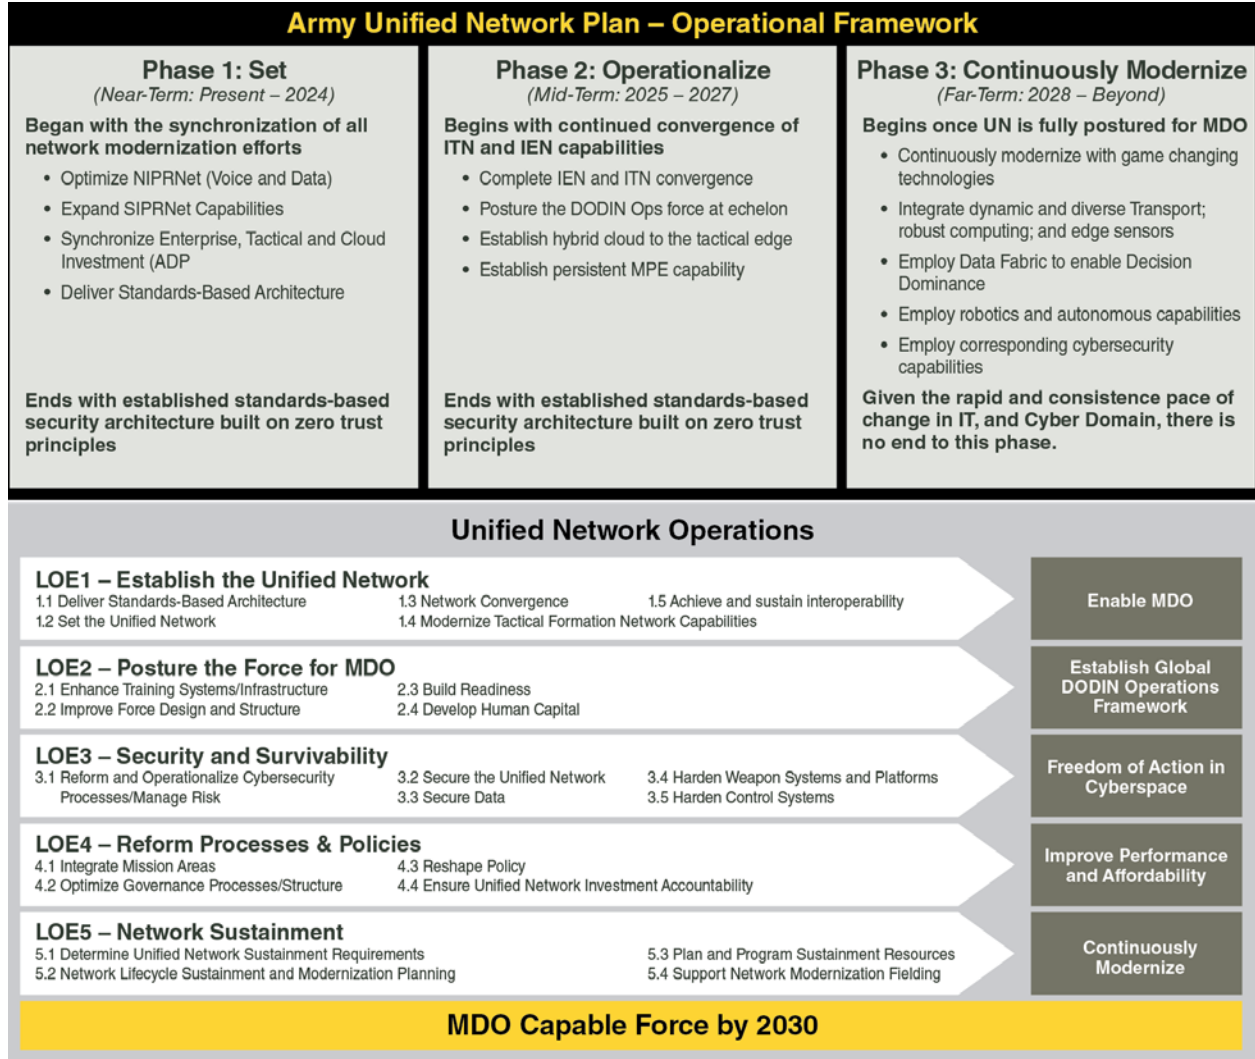 Army Unified Network Plan – Operational Framework
Phase 1: Set
(Near-Term: Present – 2024)
Began with the synchronization of all
network modernization efforts
• Optimize NIPRNet (Voice and Data)
• Expand SIPRNet Capabilities
• Synchronize Enterprise, Tactical and Cloud
Investment (ADP
• Deliver Standards-Based Architecture
Ends with established standards-based
security architecture built on zero trust
principles
Phase 2: Operationalize
(Mid-Term: 2025 – 2027)
Begins with continued convergence of
ITN and IEN capabilities
• Complete IEN and ITN convergence
• Posture the DODIN Ops force at echelon
• Establish hybrid cloud to the tactical edge
• Establish persistent MPE capability
Ends with established standards-based
security architecture built on zero trust
principles
Phase 3: Continuously Modernize
(Far-Term: 2028 – Beyond)
Begins once UN is fully postured for MDO
• Continuously modernize with game changing
technologies
• Integrate dynamic and diverse Transport;
robust computing; and edge sensors
• Employ Data Fabric to enable Decision
Dominance
• Employ robotics and autonomous capabilities
• Employ corresponding cybersecurity
capabilities
Given the rapid and consistence pace of
change in IT, and Cyber Domain, there is
no end to this phase.
Unified Network Operations
LOE1 – Establish the Unified Network
1.1 Deliver Standards-Based Architecture
1.2 Set the Unified Network
1.3 Network Convergence
1.4 Modernize Tactical Formation Network Capabilities
1.5 Achieve and sustain interoperability
Enable MDO
LOE2 – Posture the Force for MDO
2.1 Enhance Training Systems/Infrastructure
2.2 Improve Force Design and Structure
2.3 Build Readiness
2.4 Develop Human Capital
Establish Global
DODIN Operations
Framework
LOE3 – Security and Survivability
3.1 Reform and Operationalize Cybersecurity
Processes/Manage Risk
3.2 Secure the Unified Network
3.3 Secure Data
3.4 Harden Weapon Systems and Platforms
3.5 Harden Control Systems
Freedom of Action in
Cyberspace
LOE4 – Reform Processes & Policies
4.1 Integrate Mission Areas
4.2 Optimize Governance Processes/Structure
4.3 Reshape Policy
4.4 Ensure Unified Network Investment Accountability
Improve Performance
and Affordability
LOE5 – Network Sustainment
5.1 Determine Unified Network Sustainment Requirements
5.2 Network Lifecycle Sustainment and Modernization Planning
5.3 Plan and Program Sustainment Resources
5.4 Support Network Modernization Fielding
Continuously
Modernize
MDO Capable Force by 2030